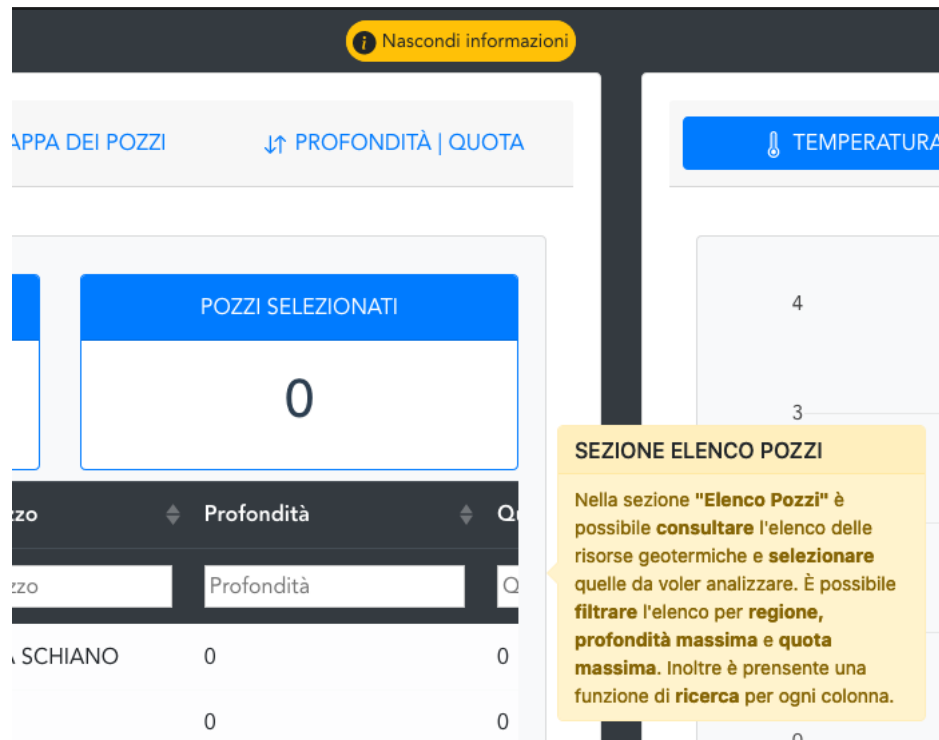 Nascondi informazioni
APPA DEI POZZI
PROFONDITÀ | QUOTA
TEMPERATURA
POZZI SELEZIONATI
0
4
3
SEZIONE ELENCO POZZI
Nella sezione "Elenco Pozzi" è
possibile consultare l'elenco delle
risorse geotermiche e selezionare
quelle da voler analizzare. È possibile
filtrare l'elenco per regione,
profondità massima e quota
massima. Inoltre è prensente una
funzione di ricerca per ogni colonna.
zzo Profondità Qu
zzo Profondità Q
A SCHIANO 0 0
0 0
0